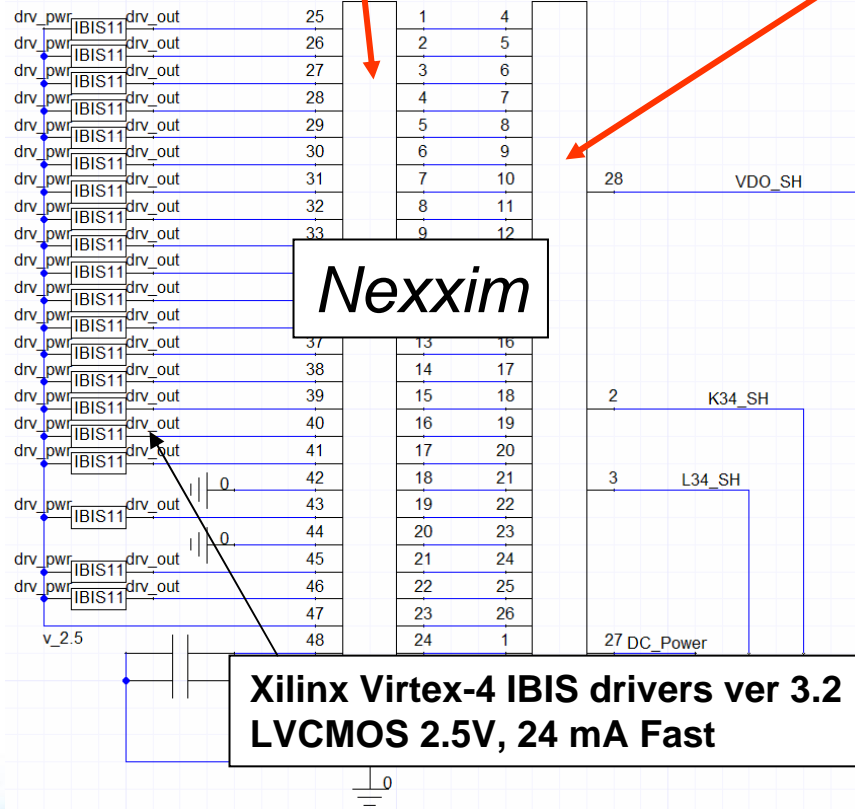 drv_pwr IBIS11 drv_out 25 1 4
drv_pwr IBIS11 drv_out 26 2 5
drv_pwr IBIS11 drv_out 27 3 6
drv_pwr IBIS11 drv_out 28 4 7
drv_pwr IBIS11 drv_out 29 5 8
drv_pwr IBIS11 drv_out 30 6 9
drv_pwr IBIS11 drv_out 31 7 10 28 VDO_SH
drv_pwr IBIS11 drv_out 32 8 11
drv_pwr IBIS11 drv_out 33 9 12
drv_pwr IBIS11 drv_out
Nexxim
drv_pwr IBIS11 drv_out
drv_pwr IBIS11 drv_out
drv_pwr IBIS11 drv_out 37 13 16
drv_pwr IBIS11 drv_out 38 14 17
drv_pwr IBIS11 drv_out 39 15 18 2 K34_SH
drv_pwr IBIS11 drv_out 40 16 19
drv_pwr IBIS11 drv_out 41 17 20
0 42 18 21 3 L34_SH
drv_pwr IBIS11 drv_out 43 19 22
0 44 20 23
drv_pwr IBIS11 drv_out 45 21 24
drv_pwr IBIS11 drv_out 46 22 25
47 23 26
v_2.5 48 24 1 27 DC_Power
Xilinx Virtex-4 IBIS drivers ver 3.2
LVCMOS 2.5V, 24 mA Fast
0